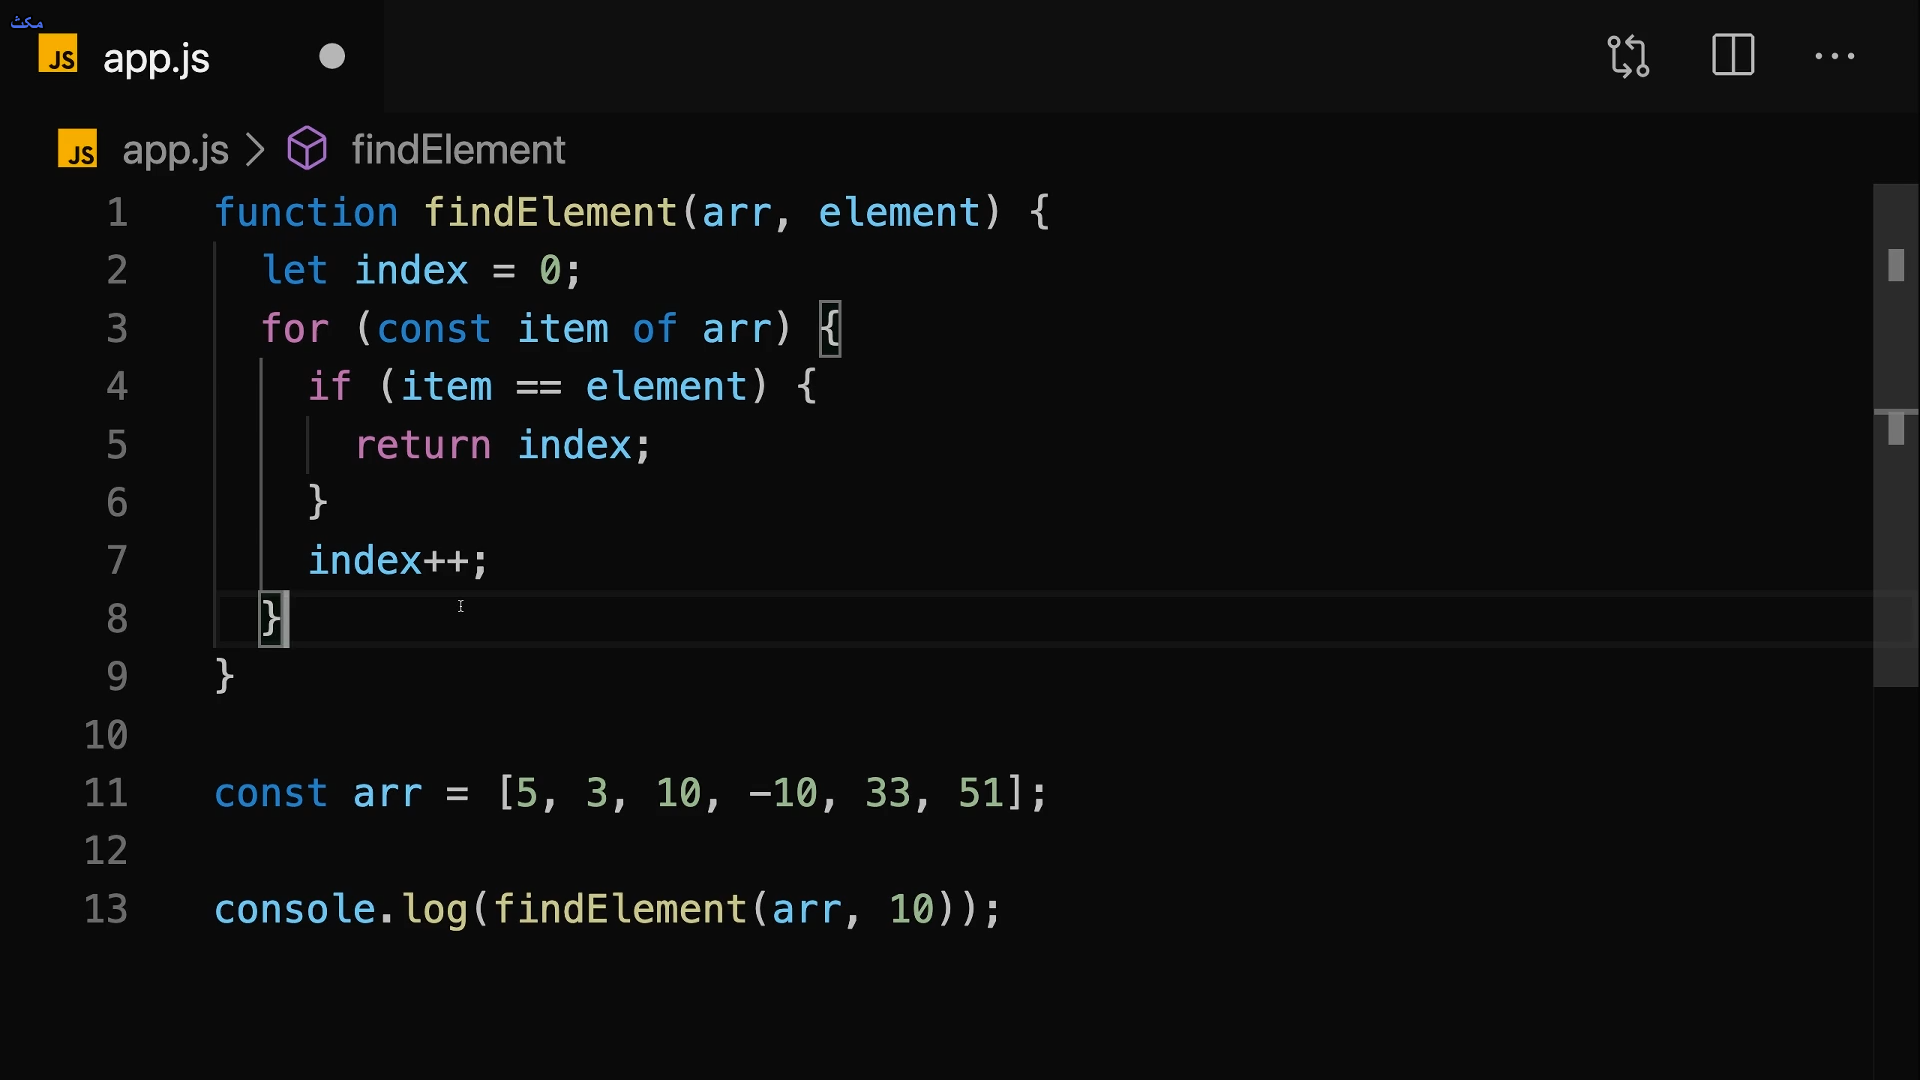 مكث
JS app.js
JS app.js > findElement
1 function findElement(arr, element) {
2 let index = 0;
3 for (const item of arr) {
4 if (item == element) {
5 return index;
6 }
7 index++;
8 }
9 }
10
11 const arr = [5, 3, 10, -10, 33, 51];
12
13 console.log(findElement(arr, 10));